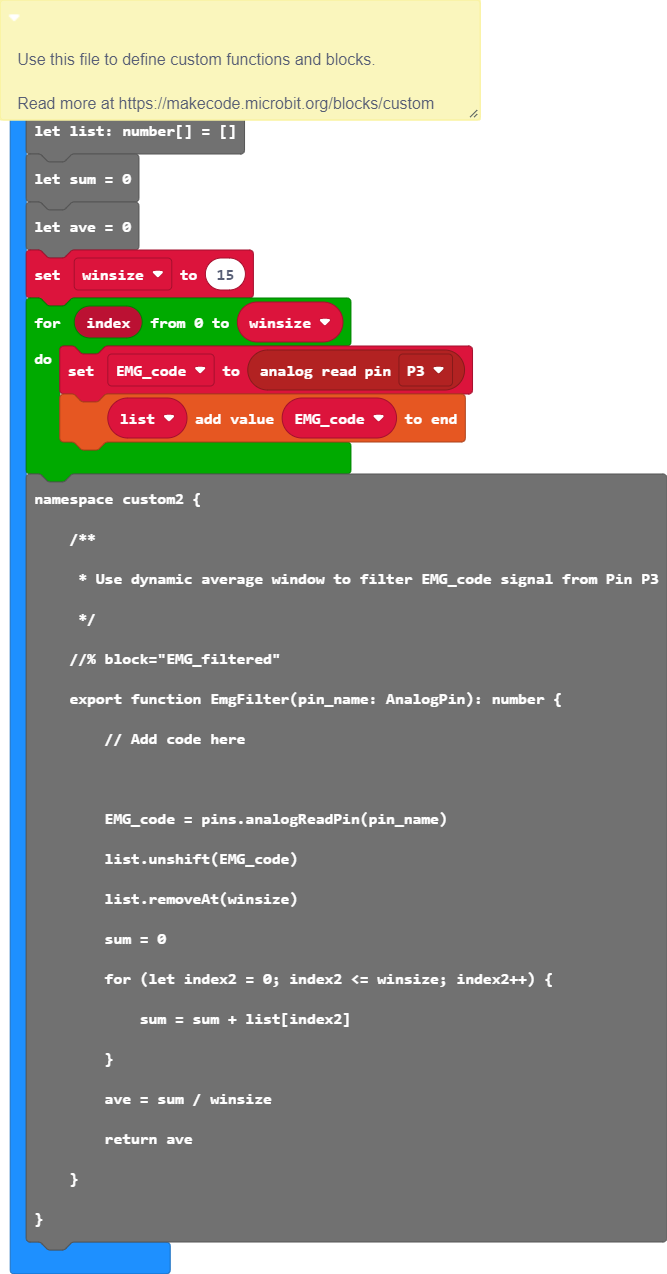 Use this file to define custom functions and blocks.
Read more at https://makecode.microbit.org/blocks/custom
let list: number[] = []
let sum = 0
let ave = 0
set winsize to 15
for index from 0 to winsize
do set EMG_code to analog read pin P3
list add value EMG_code to end
namespace custom2 {
/**
* Use dynamic average window to filter EMG_code signal from Pin P3
*/
//% block="EMG_filtered"
export function EmgFilter(pin_name: AnalogPin): number {
// Add code here
EMG_code = pins.analogReadPin(pin_name)
list.unshift(EMG_code)
list.removeAt(winsize)
sum = 0
for (let index2 = 0; index2 <= winsize; index2++) {
sum = sum + list[index2]
}
ave = sum / winsize
return ave
}
}